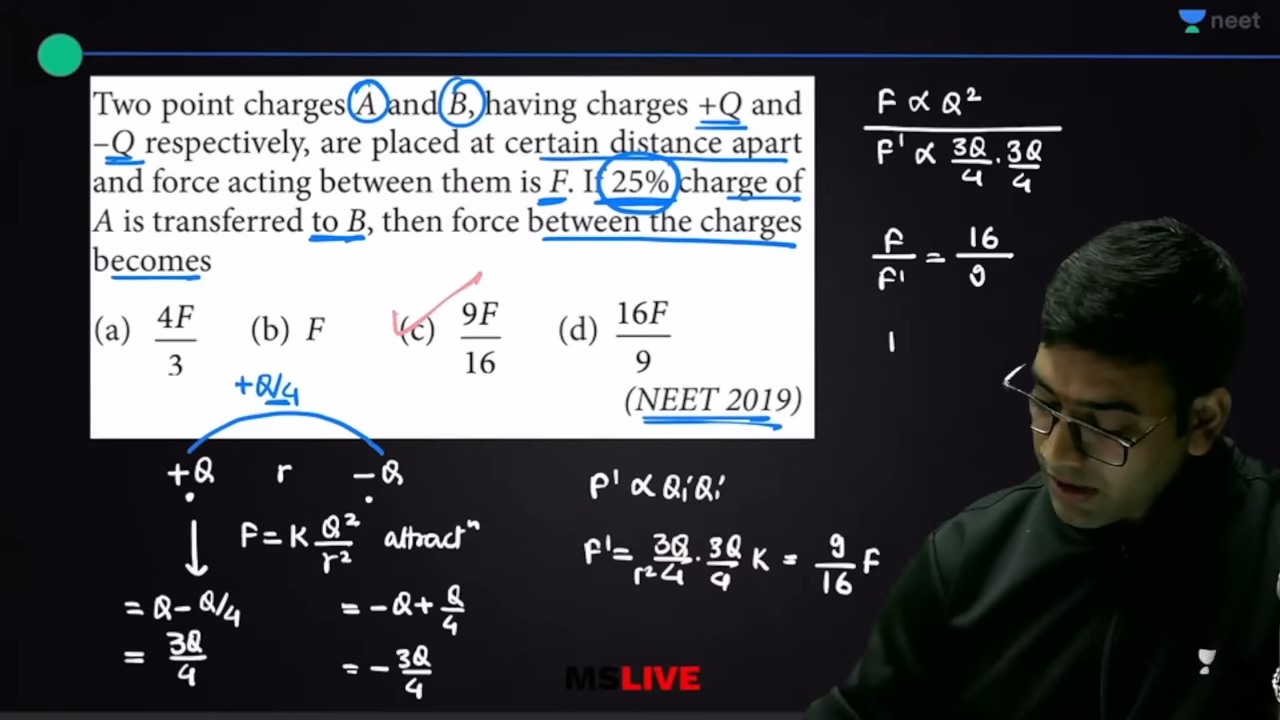 neet
Two point charges A and B, having charges +Q and
–Q respectively, are placed at certain distance apart
and force acting between them is F. If 25% charge of
A is transferred to B, then force between the charges
becomes
(a) 4F/3 (b) F (c) 9F/16 (d) 16F/9
(NEET 2019)
+Q/4
+Q r −Q
F = K Q²/r² attractⁿ
= Q − Q/4 = −Q + Q/4
= 3Q/4 = − 3Q/4
F ∝ Q²
F' ∝ 3Q/4 · 3Q/4
F/F' = 16/9
F' ∝ Q₁' Q₂'
F' = 3Q/r²4 · 3Q/4 K = 9/16 F
MSLIVE